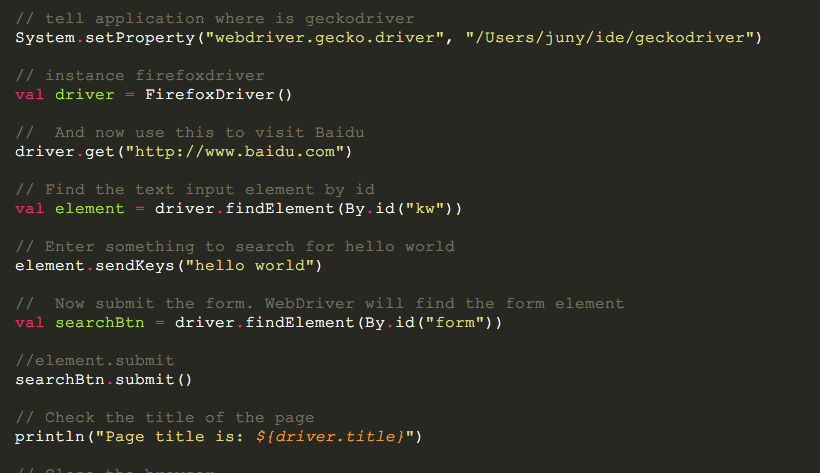 // tell application where is geckodriver
System.setProperty("webdriver.gecko.driver", "/Users/juny/ide/geckodriver")
// instance firefoxdriver
val driver = FirefoxDriver()
//  And now use this to visit Baidu
driver.get("http://www.baidu.com")
// Find the text input element by id
val element = driver.findElement(By.id("kw"))
// Enter something to search for hello world
element.sendKeys("hello world")
//  Now submit the form. WebDriver will find the form element
val searchBtn = driver.findElement(By.id("form"))
//element.submit
searchBtn.submit()
// Check the title of the page
println("Page title is: ${driver.title}")
// Close the browser